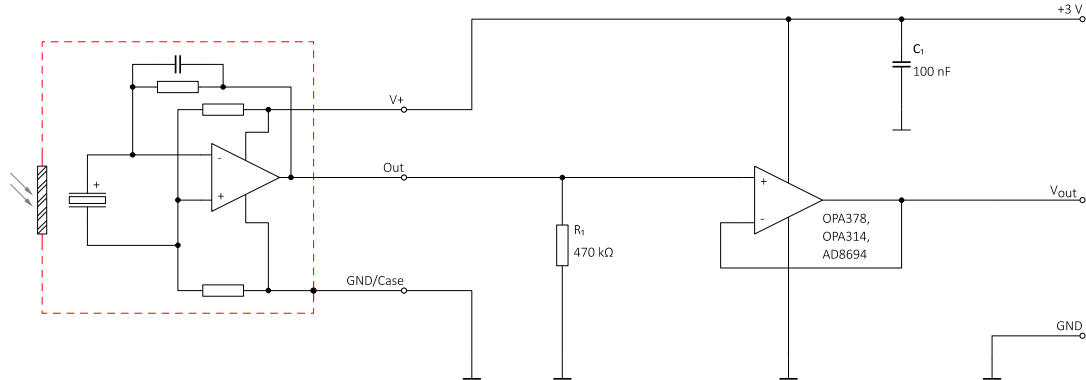 +3 V
C₁
100 nF
V+
-
+
+
Out
+
-
Vout
OPA378,
OPA314,
AD8694
R₁
470 kΩ
GND/Case
GND